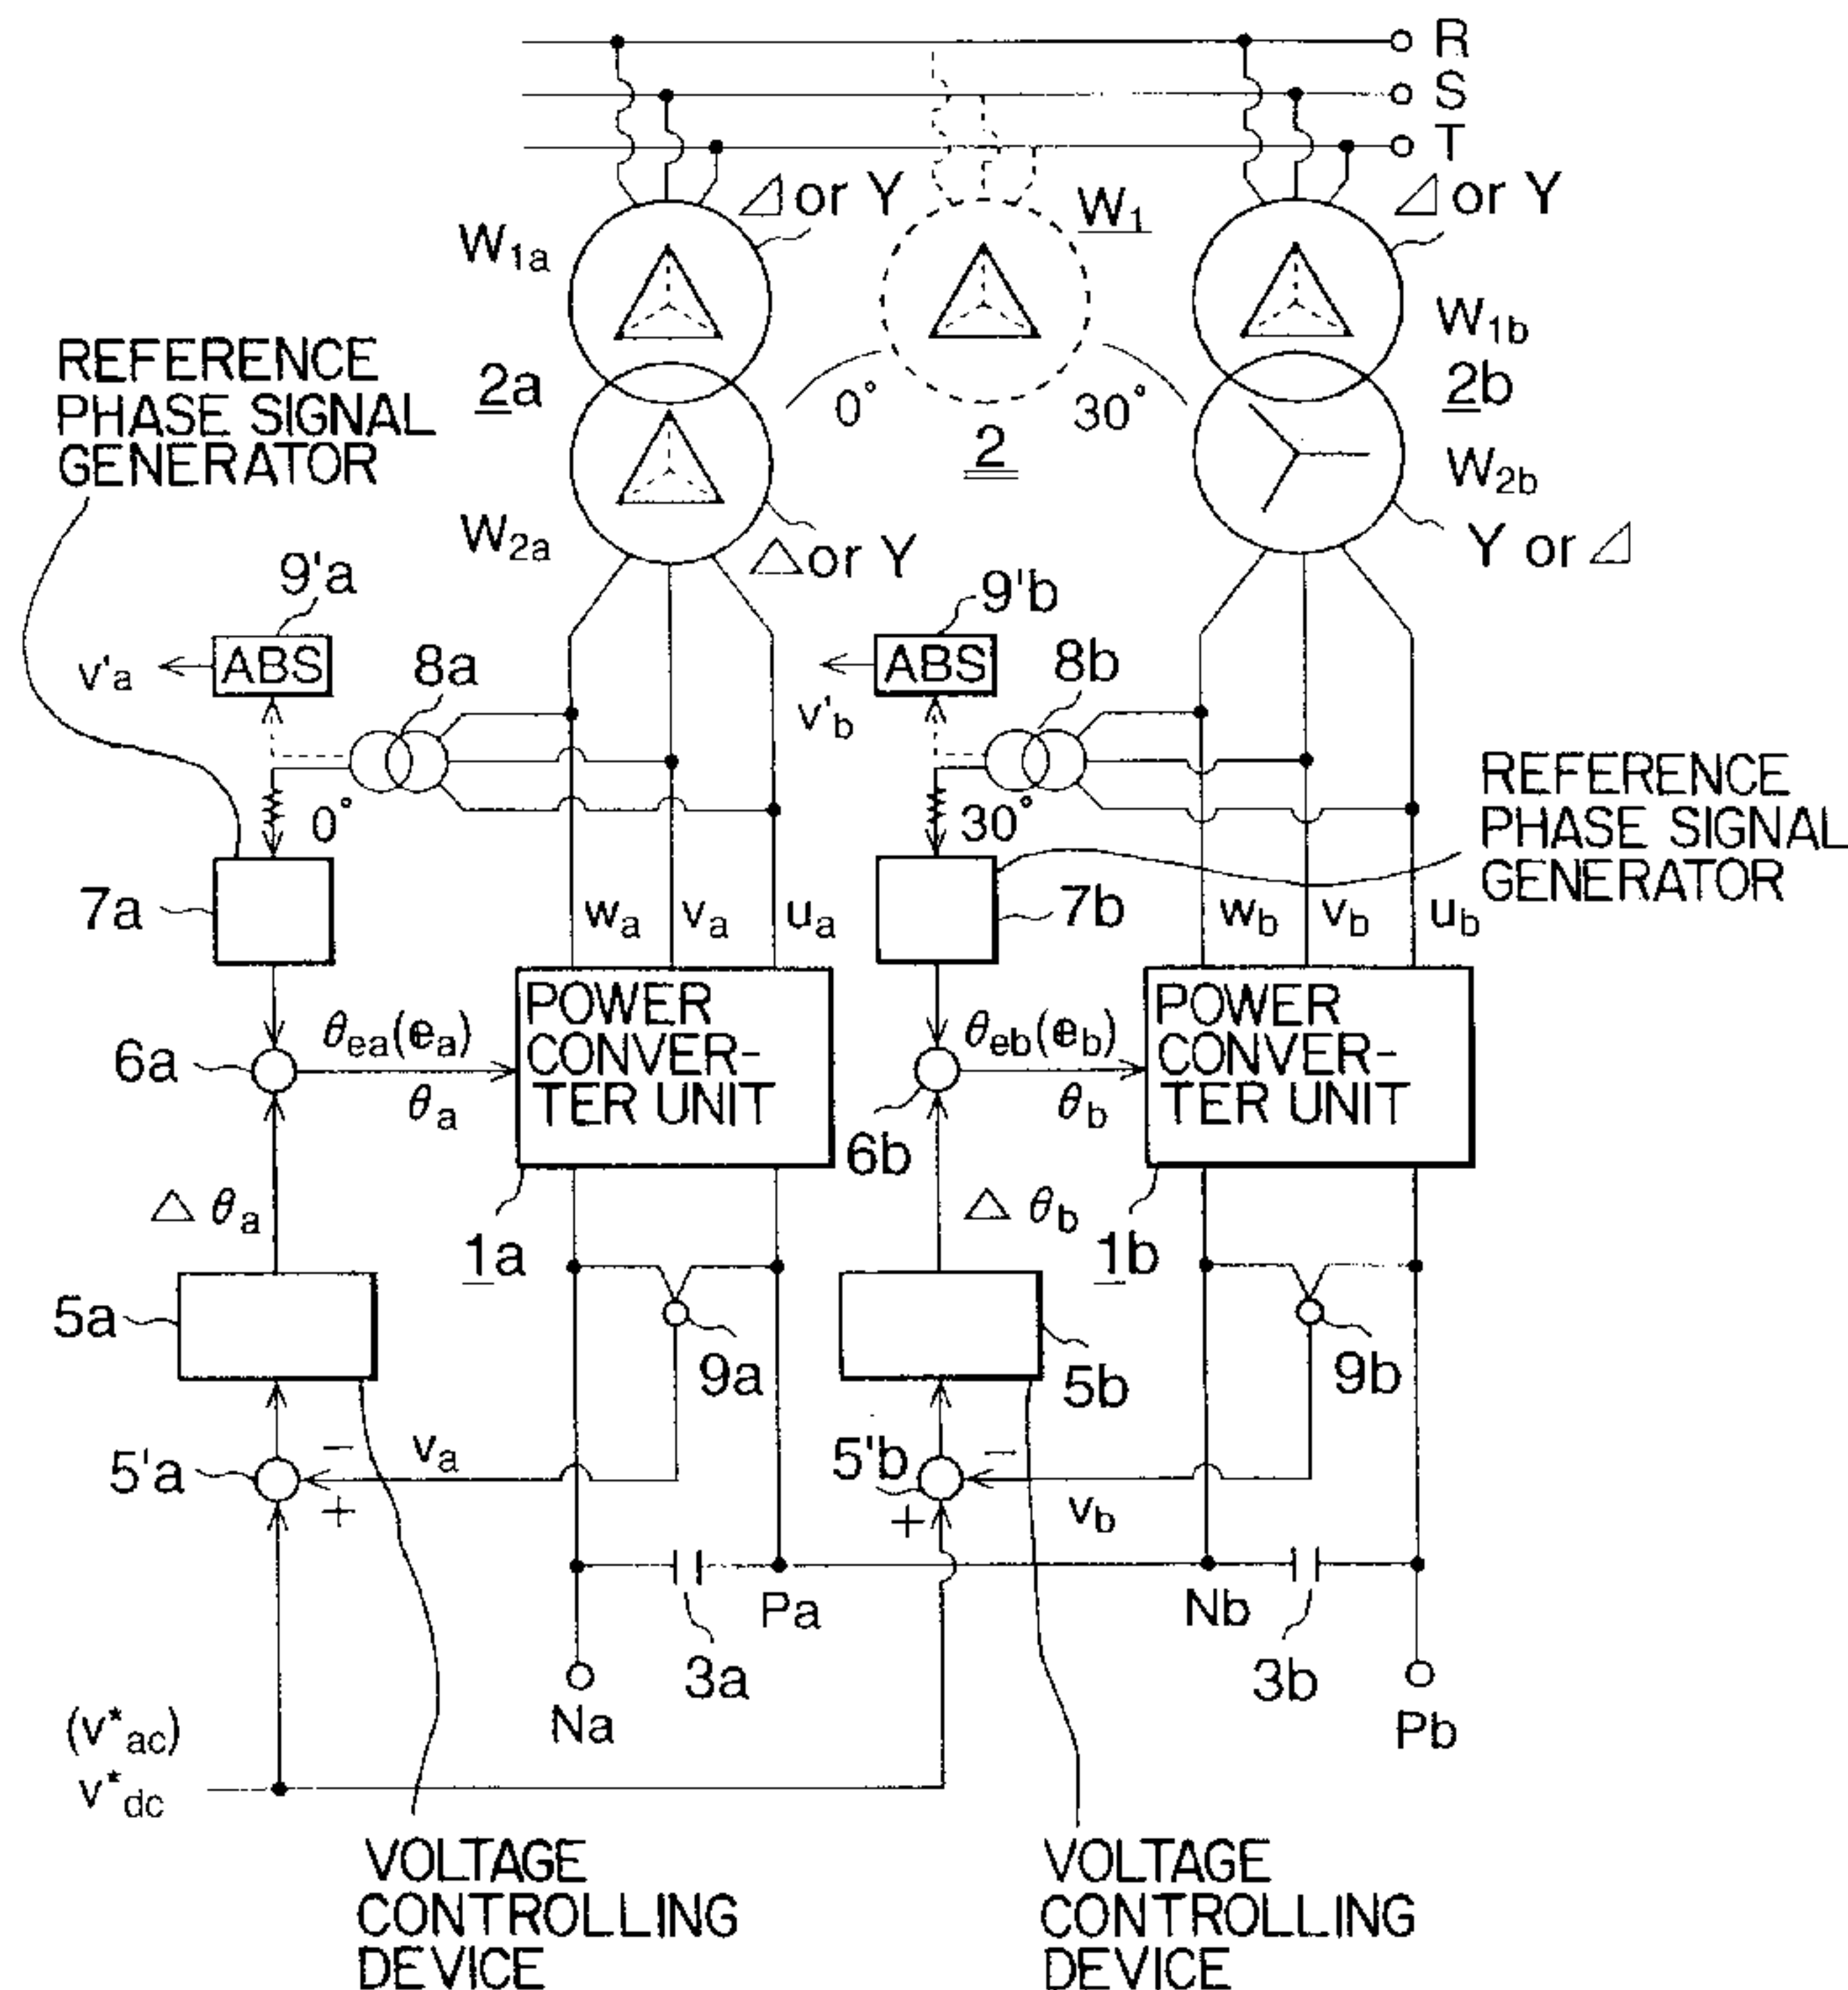 R
S
T
⊿ or Y
W1
⊿ or Y
W1a
W1b
REFERENCE
PHASE SIGNAL
GENERATOR
2a
0°
30°
2b
2
W2a
W2b
△ or Y
Y or ⊿
9'a
9'b
ABS
v'a
8a
ABS
v'b
8b
0°
30°
REFERENCE
PHASE SIGNAL
GENERATOR
7a
wa
va
ua
7b
wb
vb
ub
POWER
CONVER-
TER UNIT
POWER
CONVER-
TER UNIT
6a
θea(ea)
θa
6b
θeb(eb)
θb
△ θa
△ θb
1a
1b
5a
9a
5b
9b
5'a
−
+
va
5'b
−
+
vb
Pa
Nb
3a
3b
Na
Pb
(v*ac)
v*dc
VOLTAGE
CONTROLLING
DEVICE
VOLTAGE
CONTROLLING
DEVICE